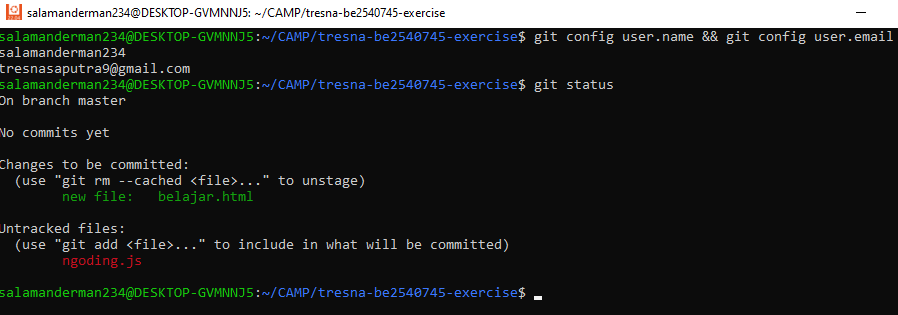 salamanderman234@DESKTOP-GVMNNJ5: ~/CAMP/tresna-be2540745-exercise
salamanderman234@DESKTOP-GVMNNJ5:~/CAMP/tresna-be2540745-exercise$ git config user.name && git config user.email
salamanderman234
tresnasaputra9@gmail.com
salamanderman234@DESKTOP-GVMNNJ5:~/CAMP/tresna-be2540745-exercise$ git status
On branch master
No commits yet
Changes to be committed:
(use "git rm --cached <file>..." to unstage)
new file: belajar.html
Untracked files:
(use "git add <file>..." to include in what will be committed)
ngoding.js
salamanderman234@DESKTOP-GVMNNJ5:~/CAMP/tresna-be2540745-exercise$